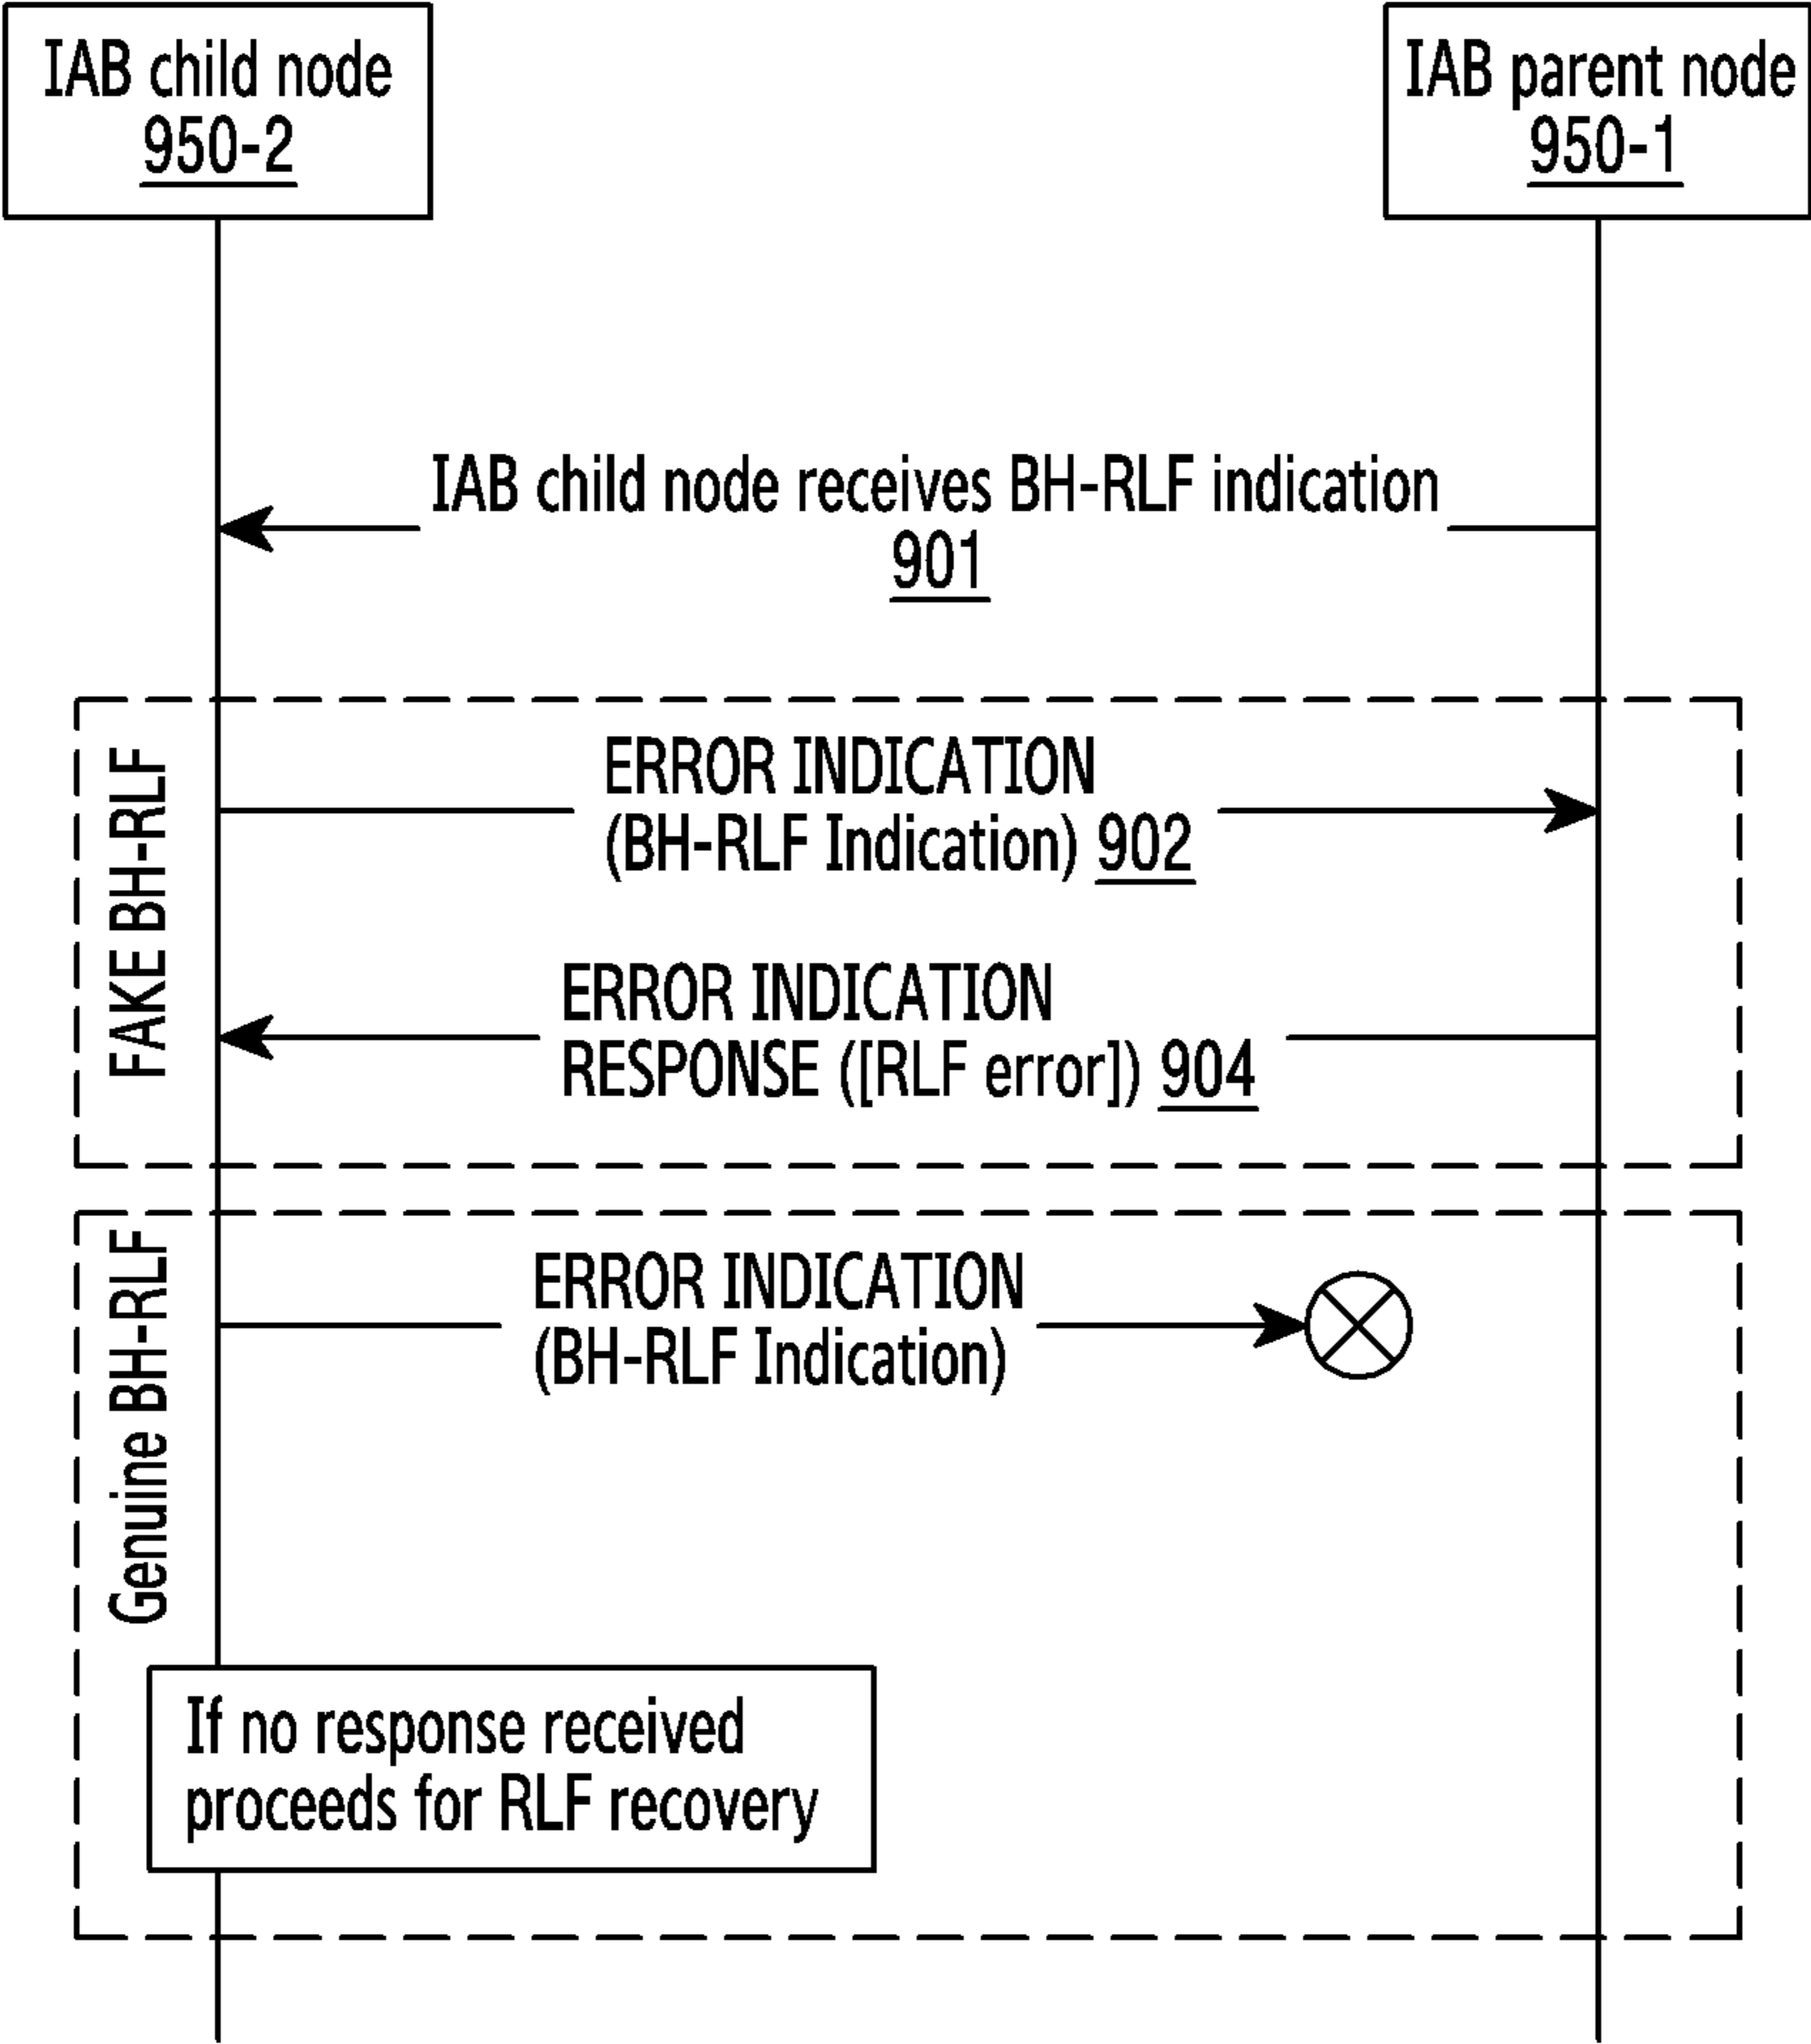 IAB child node
950-2
IAB parent node
950-1
IAB child node receives BH-RLF indication
901
FAKE BH-RLF
ERROR INDICATION
(BH-RLF Indication) 902
ERROR INDICATION
RESPONSE ([RLF error]) 904
Genuine BH-RLF
ERROR INDICATION
(BH-RLF Indication)
If no response received
proceeds for RLF recovery